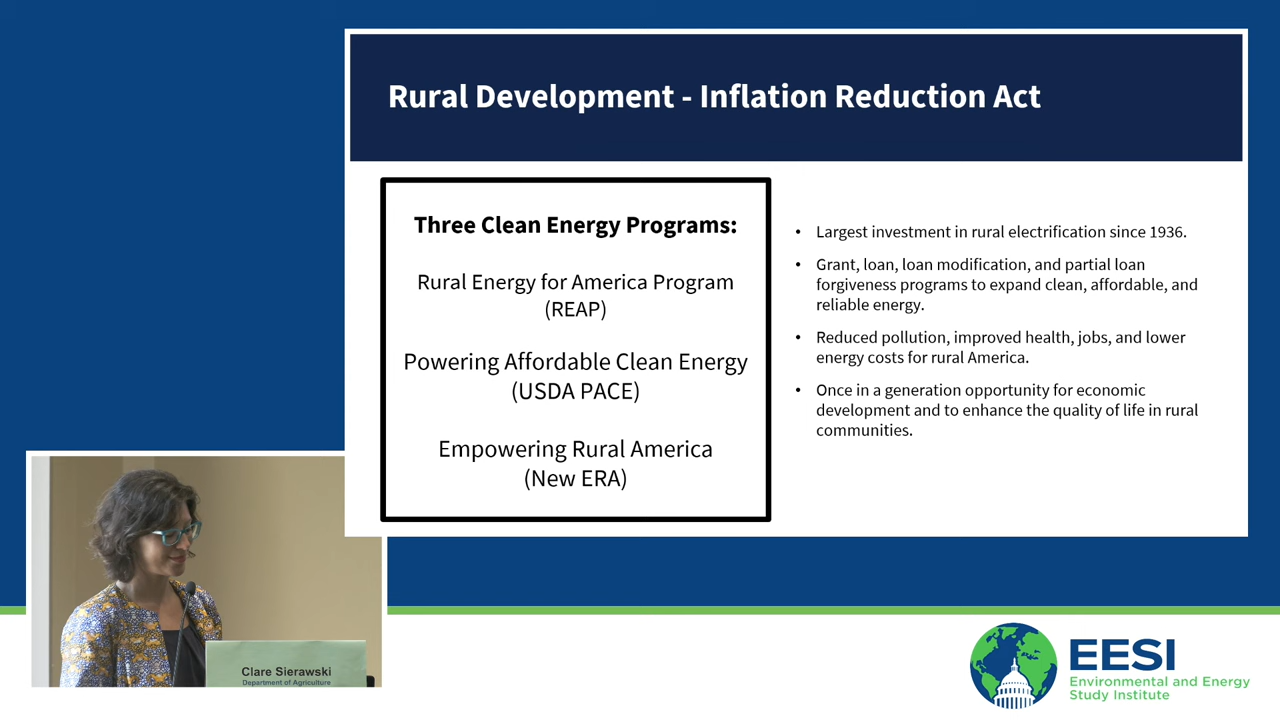 Rural Development - Inflation Reduction Act
Three Clean Energy Programs:
Rural Energy for America Program
(REAP)
Powering Affordable Clean Energy
(USDA PACE)
Empowering Rural America
(New ERA)
• Largest investment in rural electrification since 1936.
• Grant, loan, loan modification, and partial loan
forgiveness programs to expand clean, affordable, and
reliable energy.
• Reduced pollution, improved health, jobs, and lower
energy costs for rural America.
• Once in a generation opportunity for economic
development and to enhance the quality of life in rural
communities.
Clare Sierawski
Department of Agriculture
EESI
Environmental and Energy
Study Institute